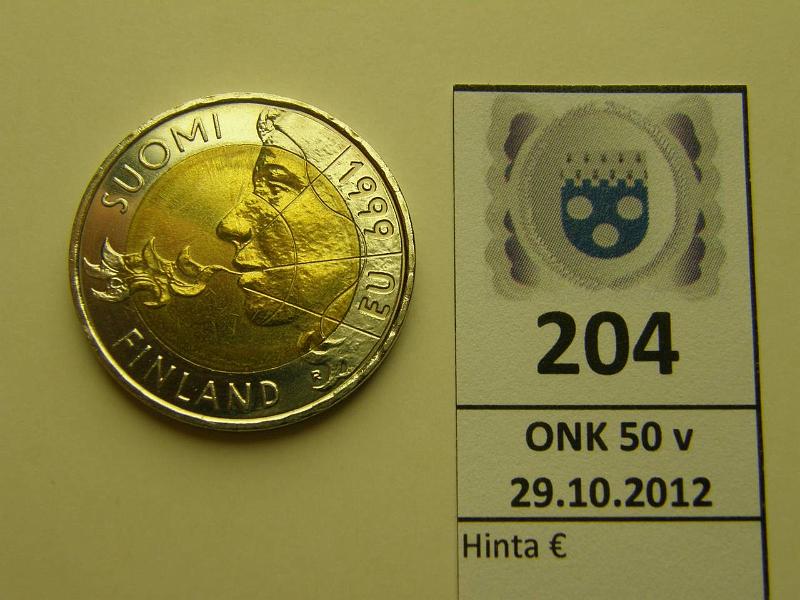 SUOMI
1999 EU
FINLAND
R
204
ONK 50 v
29.10.2012
Hinta €